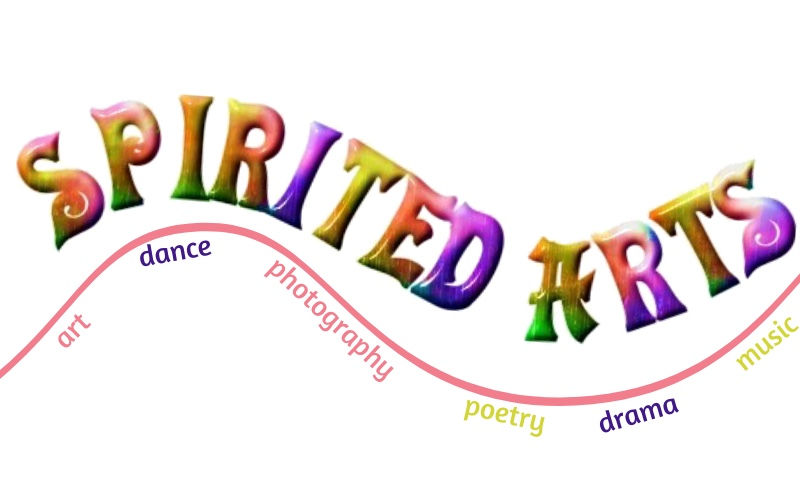 SPIRITED ARTS
art
dance
photography
poetry
drama
music